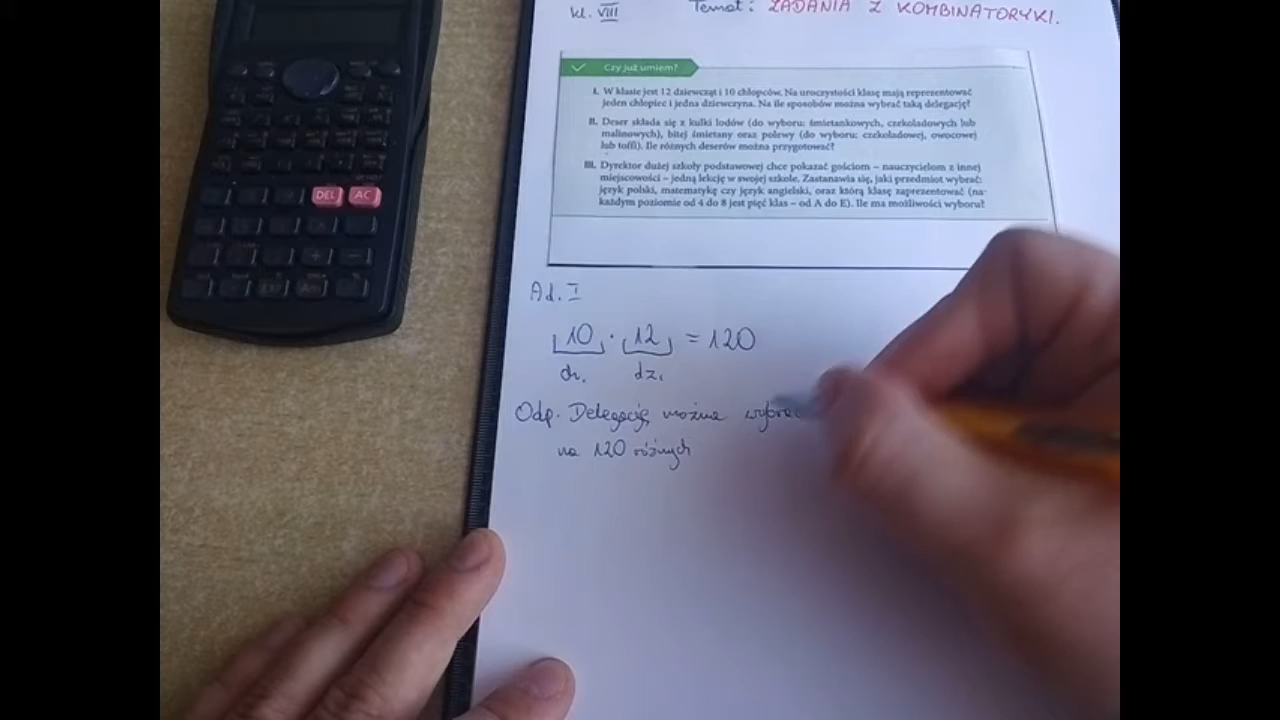 kl. VIII Temat: ZADANIA Z KOMBINATORYKI.
Czy już umiem?
I. W klasie jest 12 dziewcząt i 10 chłopców. Na uroczystości klasę mają reprezentować
jeden chłopiec i jedna dziewczyna. Na ile sposobów można wybrać taką delegację?
II. Deser składa się z kulki lodów (do wyboru: śmietankowych, czekoladowych lub
malinowych), bitej śmietany oraz polewy (do wyboru: czekoladowej, owocowej
lub toffi). Ile różnych deserów można przygotować?
III. Dyrektor dużej szkoły podstawowej chce pokazać gościom – nauczycielom z innej
miejscowości – jedną lekcję w swojej szkole. Zastanawia się, jaki przedmiot wybrać:
język polski, matematykę czy język angielski, oraz którą klasę zaprezentować (na
każdym poziomie od 4 do 8 jest pięć klas – od A do E). Ile ma możliwości wyboru?
DEL AC
Ad. I
10 · 12 = 120
ch. dz.
Odp. Delegację można wybrać
na 120 różnych
EXP Ans